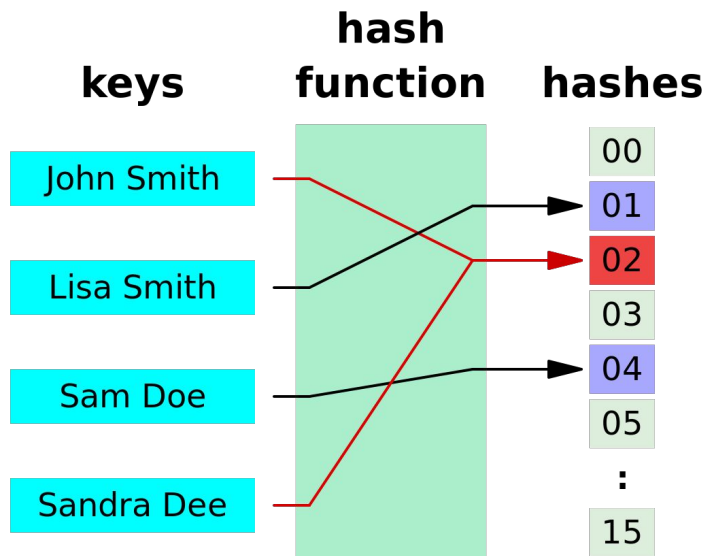 keys
hash
function
hashes
John Smith
Lisa Smith
Sam Doe
Sandra Dee
00
01
02
03
04
05
:
15